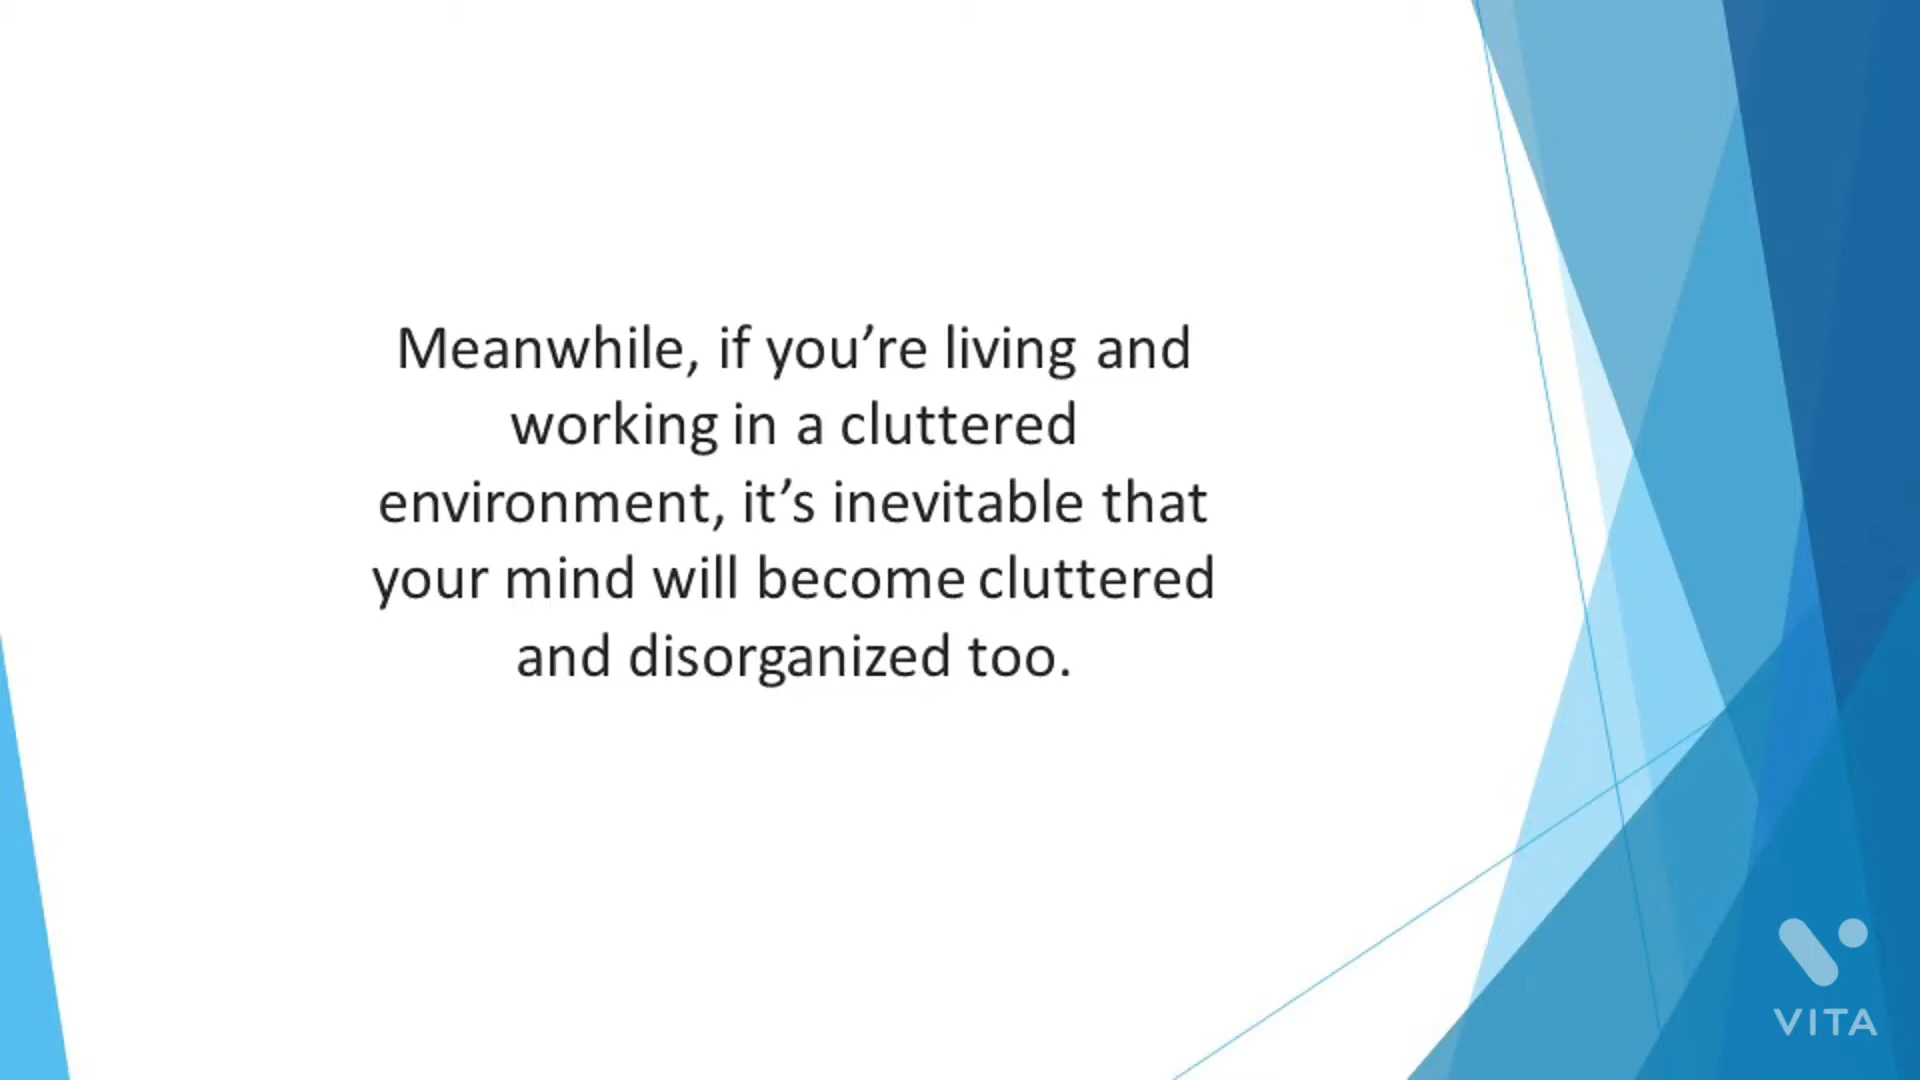 Meanwhile, if you’re living and
working in a cluttered
environment, it’s inevitable that
your mind will become cluttered
and disorganized too.
VITA